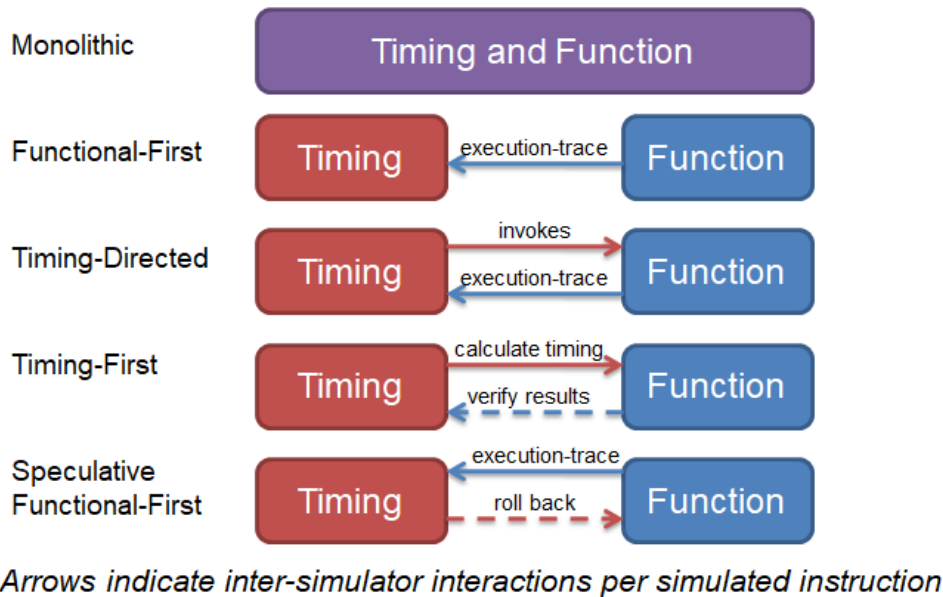 Monolithic
Timing and Function
Functional-First
Timing
execution-trace
Function
Timing-Directed
Timing
invokes
execution-trace
Function
Timing-First
Timing
calculate timing
verify results
Function
Speculative
Functional-First
Timing
execution-trace
roll back
Function
Arrows indicate inter-simulator interactions per simulated instruction